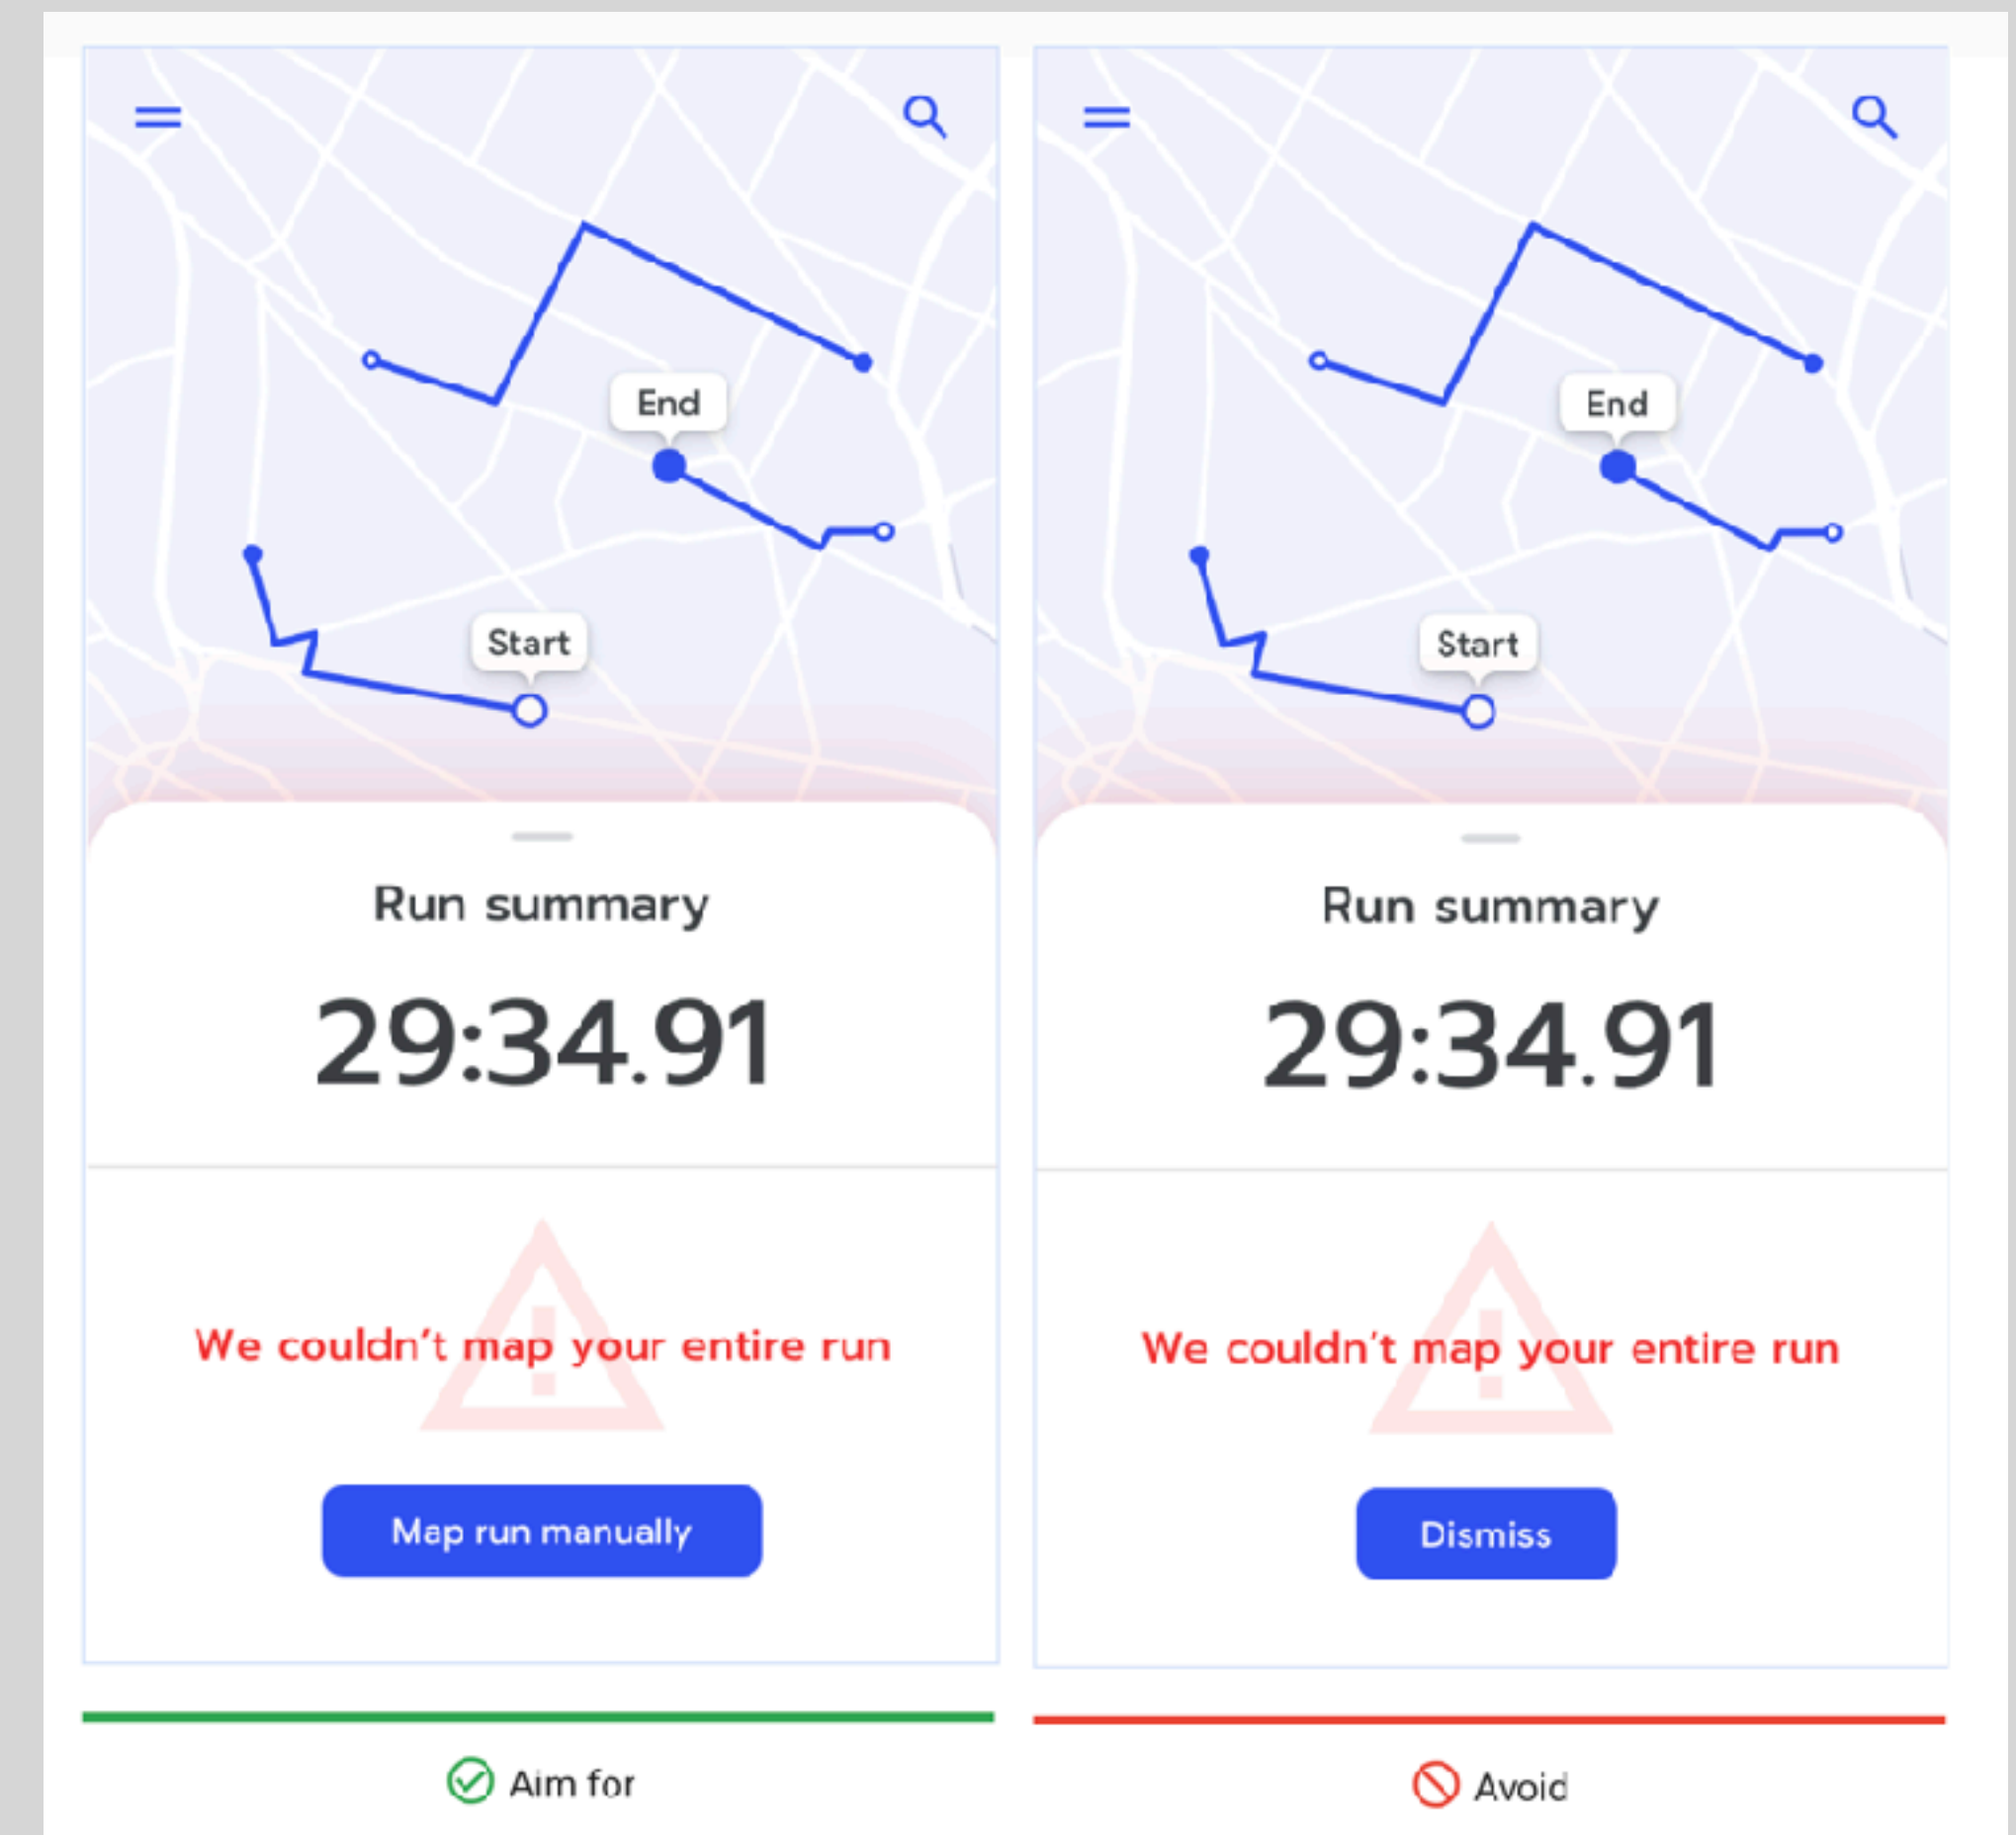 End
Start
Run summary
29:34.91
We couldn't map your entire run
Map run manually
Aim for
End
Start
Run summary
29:34.91
We couldn't map your entire run
Dismiss
Avoid